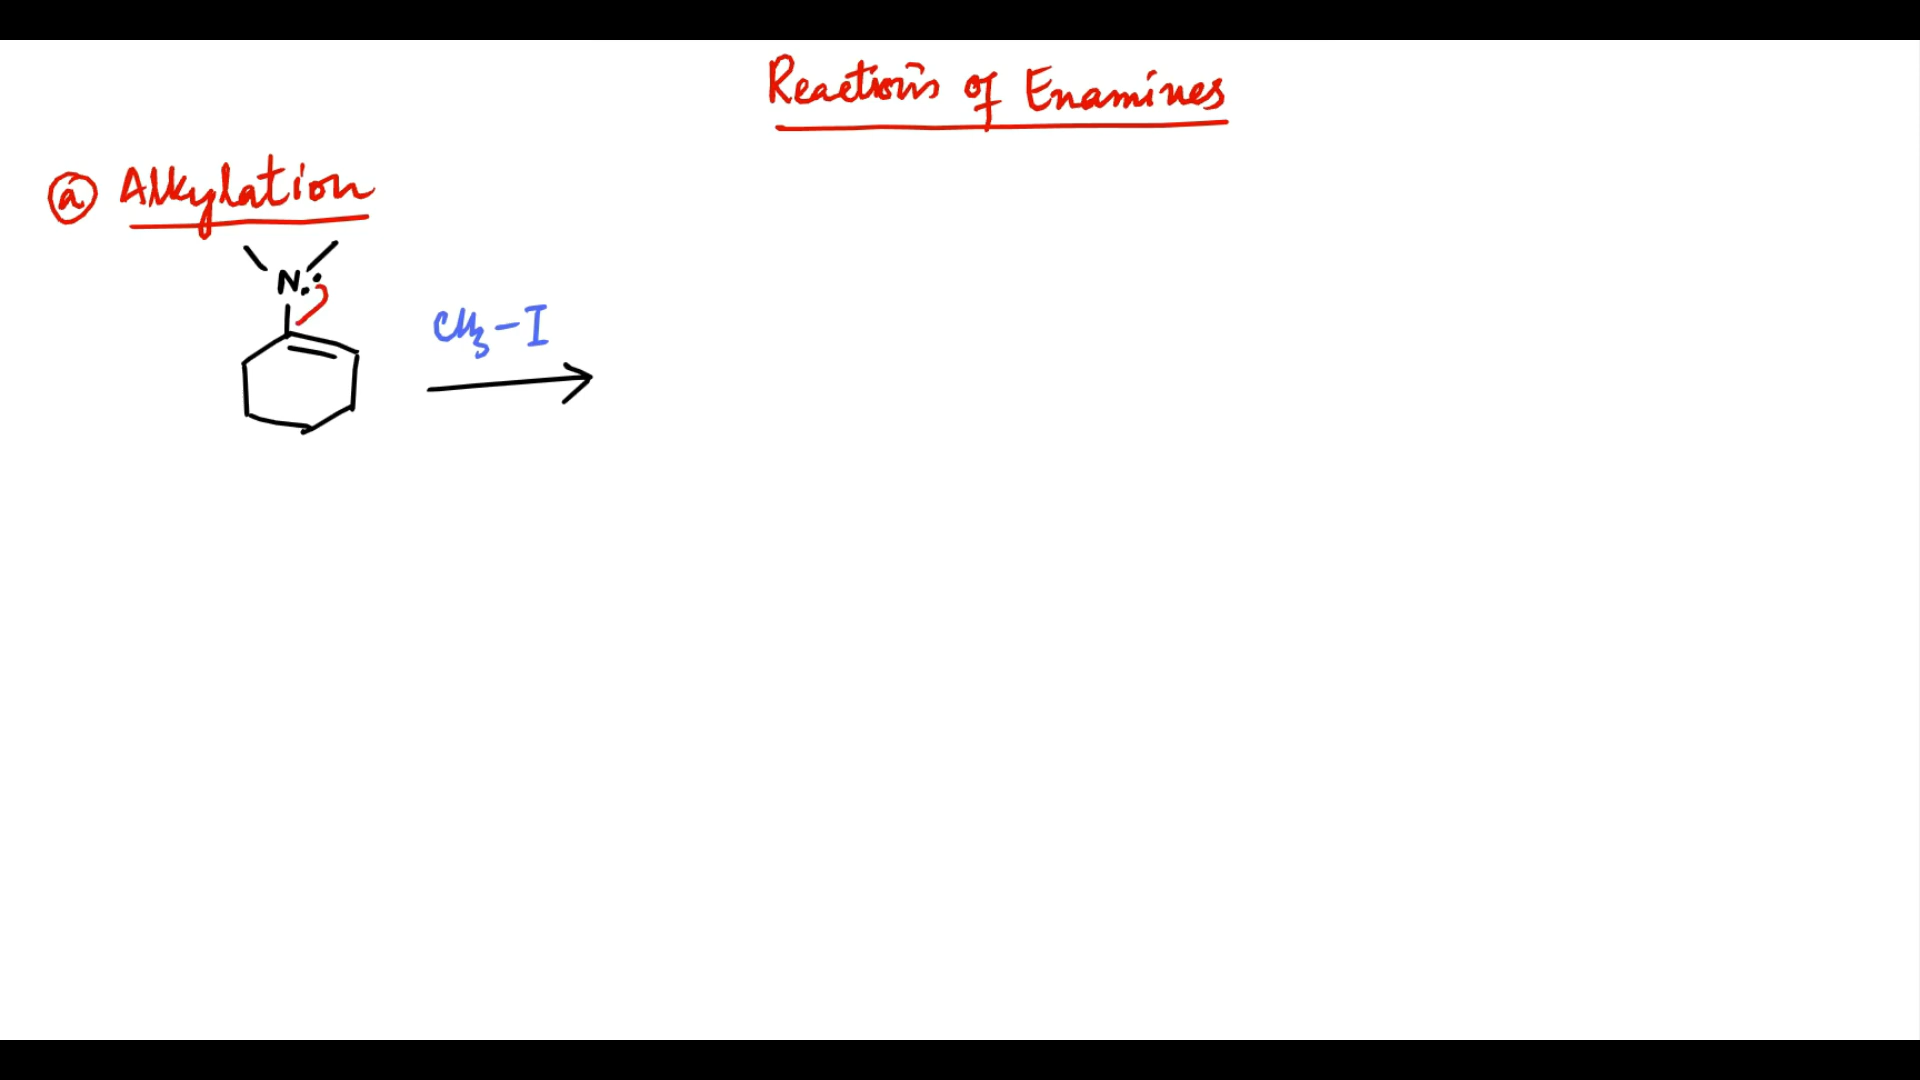 Reactions of Enamines
ⓐ Alkylation
N:
CH₃-I